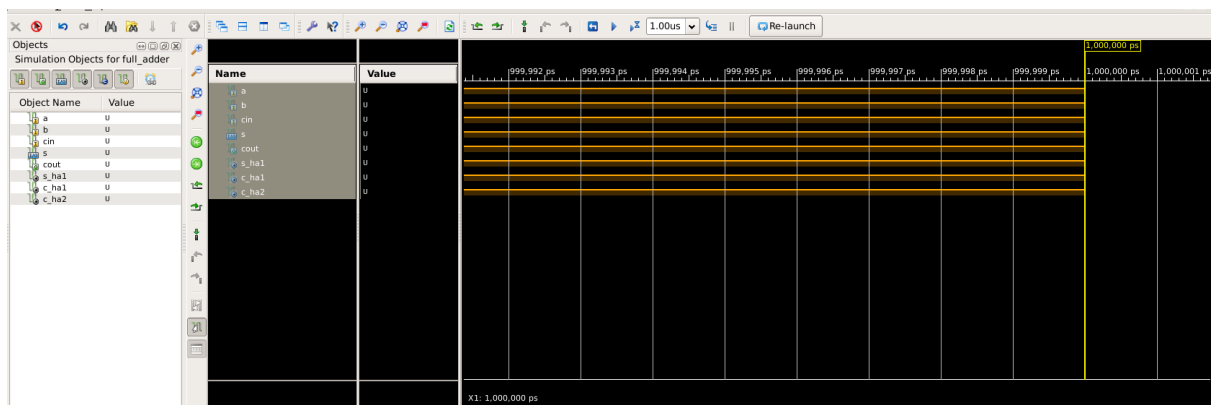 1.00us Re-launch
Objects
Simulation Objects for full_adder
Object Name Value
a U
b U
cin U
s U
cout U
s_ha1 U
c_ha1 U
c_ha2 U
Name Value
a U
b U
cin U
s U
cout U
s_ha1 U
c_ha1 U
c_ha2 U
1,000,000 ps
999,992 ps 999,993 ps 999,994 ps 999,995 ps 999,996 ps 999,997 ps 999,998 ps 999,999 ps 1,000,000 ps 1,000,001 ps
X1: 1,000,000 ps